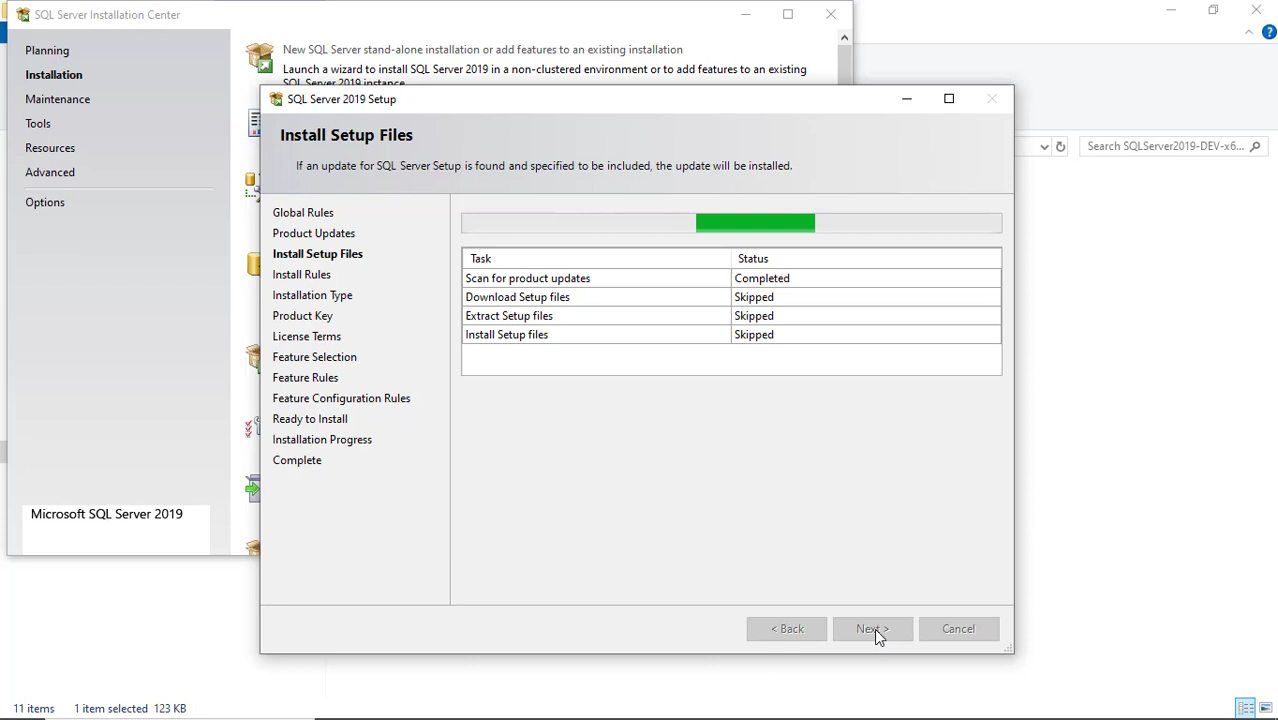 SQL Server Installation Center
Planning
Installation
Maintenance
Tools
Resources
Advanced
Options
Microsoft SQL Server 2019
New SQL Server stand-alone installation or add features to an existing installation
Launch a wizard to install SQL Server 2019 in a non-clustered environment or to add features to an existing
SQL Server 2019 instance.
SQL Server 2019 Setup
Install Setup Files
If an update for SQL Server Setup is found and specified to be included, the update will be installed.
Global Rules
Product Updates
Install Setup Files
Install Rules
Installation Type
Product Key
License Terms
Feature Selection
Feature Rules
Feature Configuration Rules
Ready to Install
Installation Progress
Complete
Task Status
Scan for product updates Completed
Download Setup files Skipped
Extract Setup files Skipped
Install Setup files Skipped
< Back Next > Cancel
Search SQLServer2019-DEV-x6...
11 items 1 item selected 123 KB